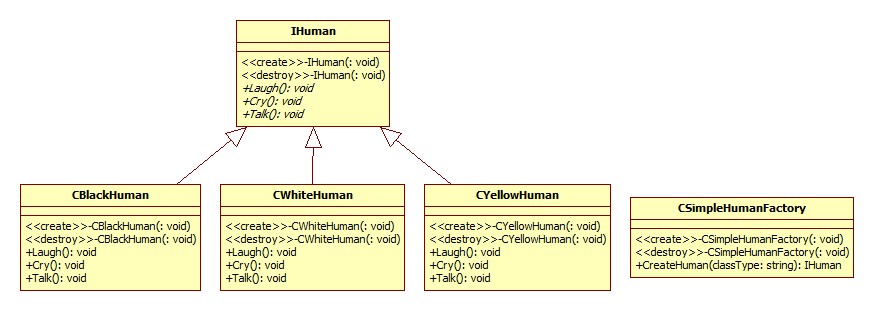 IHuman
<<create>>-IHuman(: void)
<<destroy>>-IHuman(: void)
+Laugh(): void
+Cry(): void
+Talk(): void
CBlackHuman
<<create>>-CBlackHuman(: void)
<<destroy>>-CBlackHuman(: void)
+Laugh(): void
+Cry(): void
+Talk(): void
CWhiteHuman
<<create>>-CWhiteHuman(: void)
<<destroy>>-CWhiteHuman(: void)
+Laugh(): void
+Cry(): void
+Talk(): void
CYellowHuman
<<create>>-CYellowHuman(: void)
<<destroy>>-CYellowHuman(: void)
+Laugh(): void
+Cry(): void
+Talk(): void
CSimpleHumanFactory
<<create>>-CSimpleHumanFactory(: void)
<<destroy>>-CSimpleHumanFactory(: void)
+CreateHuman(classType: string): IHuman